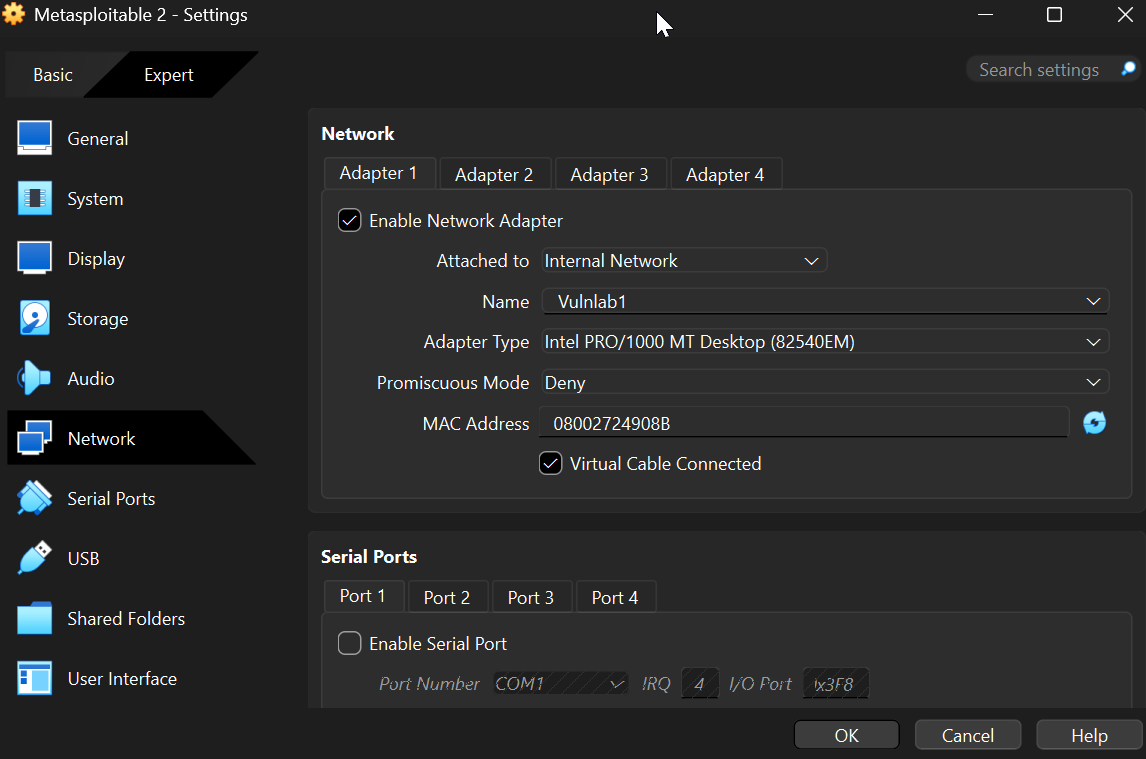 Metasploitable 2 - Settings
Basic
Expert
Search settings
General
System
Display
Storage
Audio
Network
Serial Ports
USB
Shared Folders
User Interface
Network
Adapter 1
Adapter 2
Adapter 3
Adapter 4
Enable Network Adapter
Attached to Internal Network
Name Vulnlab1
Adapter Type Intel PRO/1000 MT Desktop (82540EM)
Promiscuous Mode Deny
MAC Address 08002724908B
Virtual Cable Connected
Serial Ports
Port 1
Port 2
Port 3
Port 4
Enable Serial Port
Port Number COM1 IRQ 4 I/O Port 0x3F8
OK
Cancel
Help